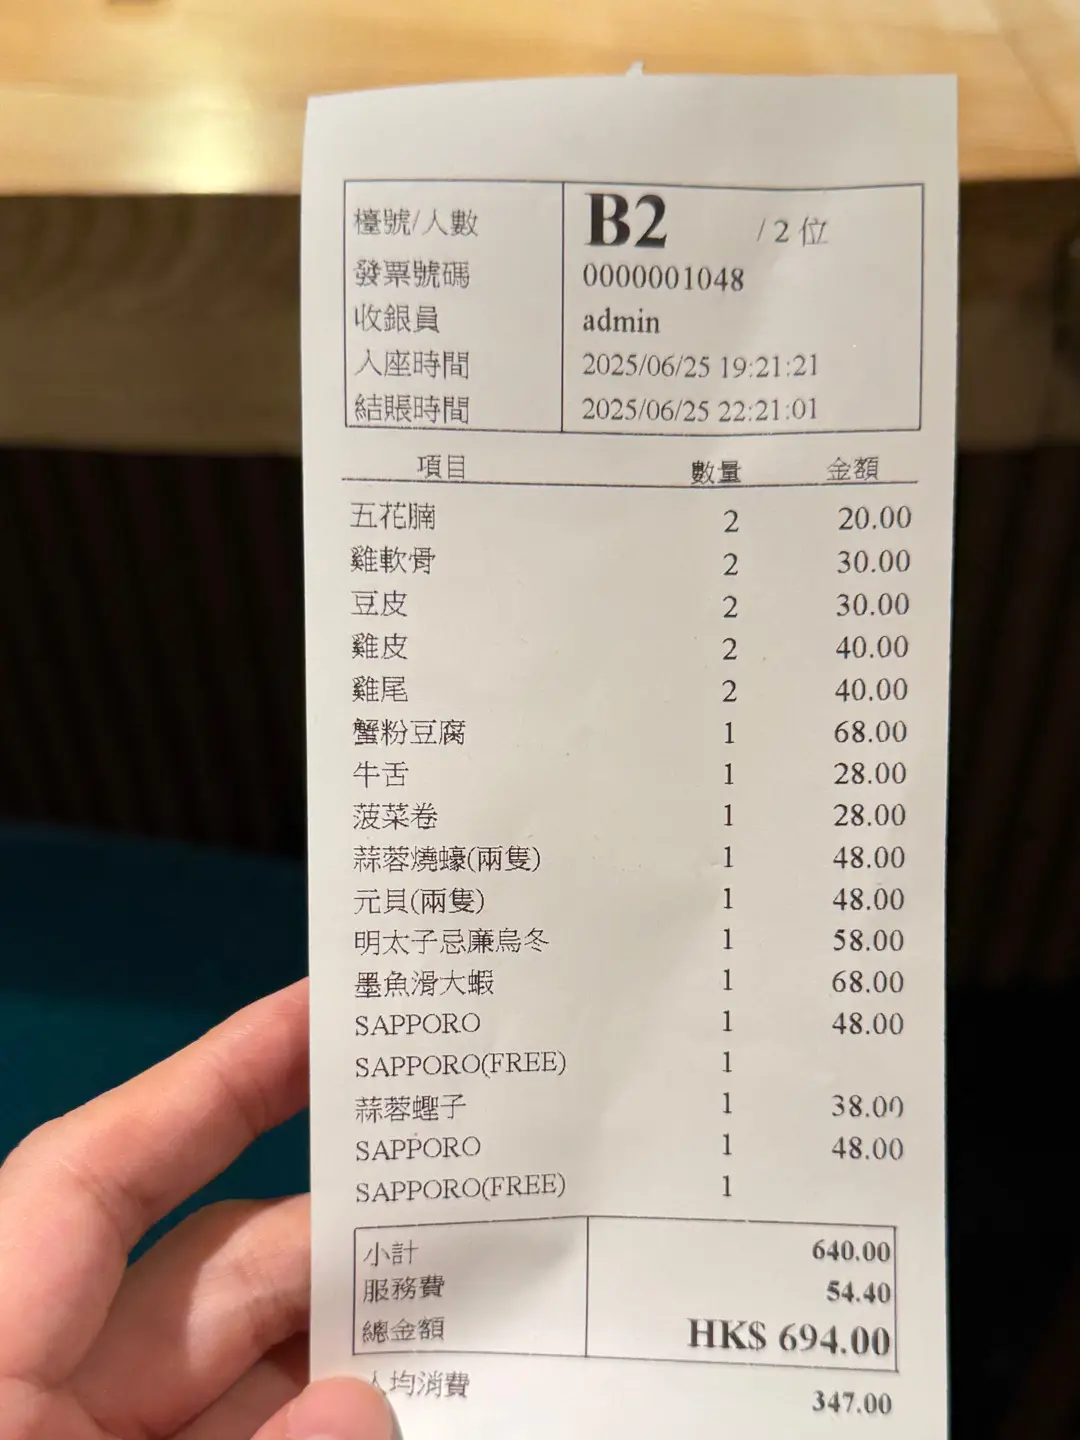 檯號/人數 B2 / 2 位
發票號碼 0000001048
收銀員 admin
入座時間 2025/06/25 19:21:21
結賬時間 2025/06/25 22:21:01
項目 數量 金額
五花腩 2 20.00
雞軟骨 2 30.00
豆皮 2 30.00
雞皮 2 40.00
雞尾 2 40.00
蟹粉豆腐 1 68.00
牛舌 1 28.00
菠菜卷 1 28.00
蒜蓉燒蠔(兩隻) 1 48.00
元貝(兩隻) 1 48.00
明太子忌廉烏冬 1 58.00
墨魚滑大蝦 1 68.00
SAPPORO 1 48.00
SAPPORO(FREE) 1
蒜蓉蟶子 1 38.00
SAPPORO 1 48.00
SAPPORO(FREE) 1
小計 640.00
服務費 54.40
總金額 HK$ 694.00
人均消費 347.00